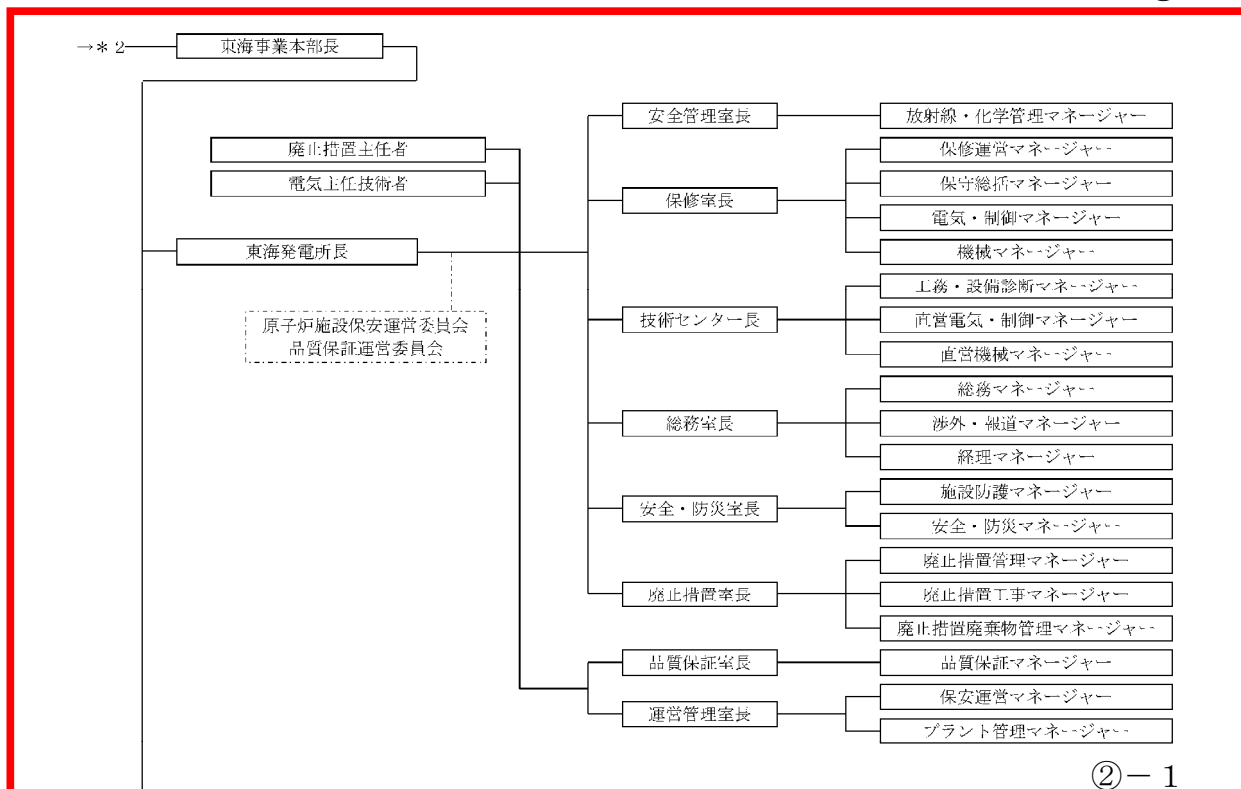 →*2
東海事業本部長
安全管理室長
放射線・化学管理マネージャー
廃止措置主任者
保修運営マネージャー
電気主任技術者
保修室長
保守総括マネージャー
電気・制御マネージャー
東海発電所長
機械マネージャー
原子炉施設保安運営委員会
品質保証運営委員会
技術センター長
工務・設備診断マネージャー
直営電気・制御マネージャー
直営機械マネージャー
総務室長
総務マネージャー
渉外・報道マネージャー
経理マネージャー
安全・防災室長
施設防護マネージャー
安全・防災マネージャー
廃止措置室長
廃止措置管理マネージャー
廃止措置工事マネージャー
廃止措置廃棄物管理マネージャー
品質保証室長
品質保証マネージャー
運営管理室長
保安運営マネージャー
プラント管理マネージャー
②-1